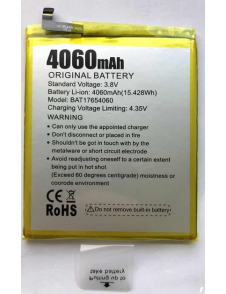 4060mAh
ORIGINAL BATTERY
Standard Voltage: 3.8V
Battery Li-ion: 4060mAh(15.428Wh)
Model: BAT17654060
Charging Voltage Limiting: 4.35V
WARNING
• Can only use the appointed charger
• Don't disconnect or placed in fire
• Shouldn't be got in touch with by the
metalware or short circuit electrode
• Avoid readjusting oneself to a certain extent
being put in shot
(Exceed 60 degrees centigrade) moistness or
coorede environment
CE
RoHS
Do not remove built-in battery